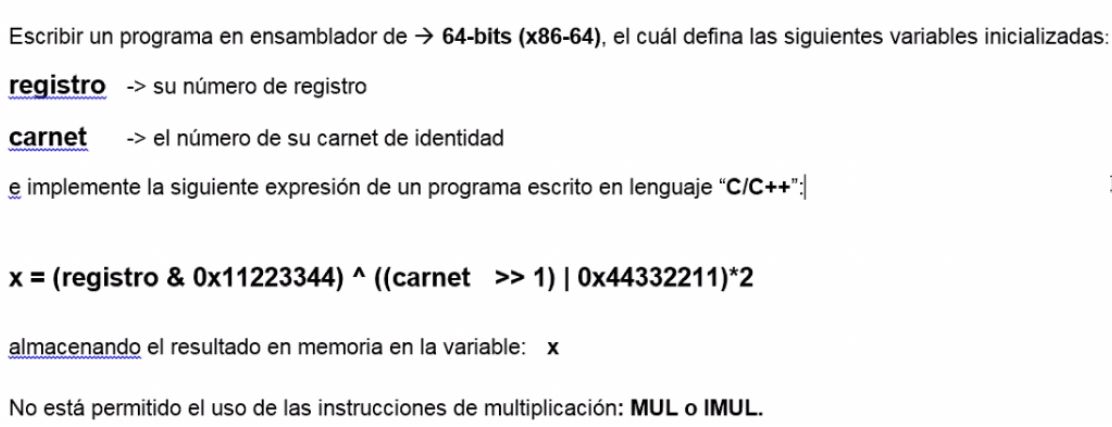 Escribir un programa en ensamblador de → 64-bits (x86-64), el cuál defina las siguientes variables inicializadas:
registro -> su número de registro
carnet -> el número de su carnet de identidad
e implemente la siguiente expresión de un programa escrito en lenguaje “C/C++”:
x = (registro & 0x11223344) ^ ((carnet >> 1) | 0x44332211)*2
almacenando el resultado en memoria en la variable: x
No está permitido el uso de las instrucciones de multiplicación: MUL o IMUL.